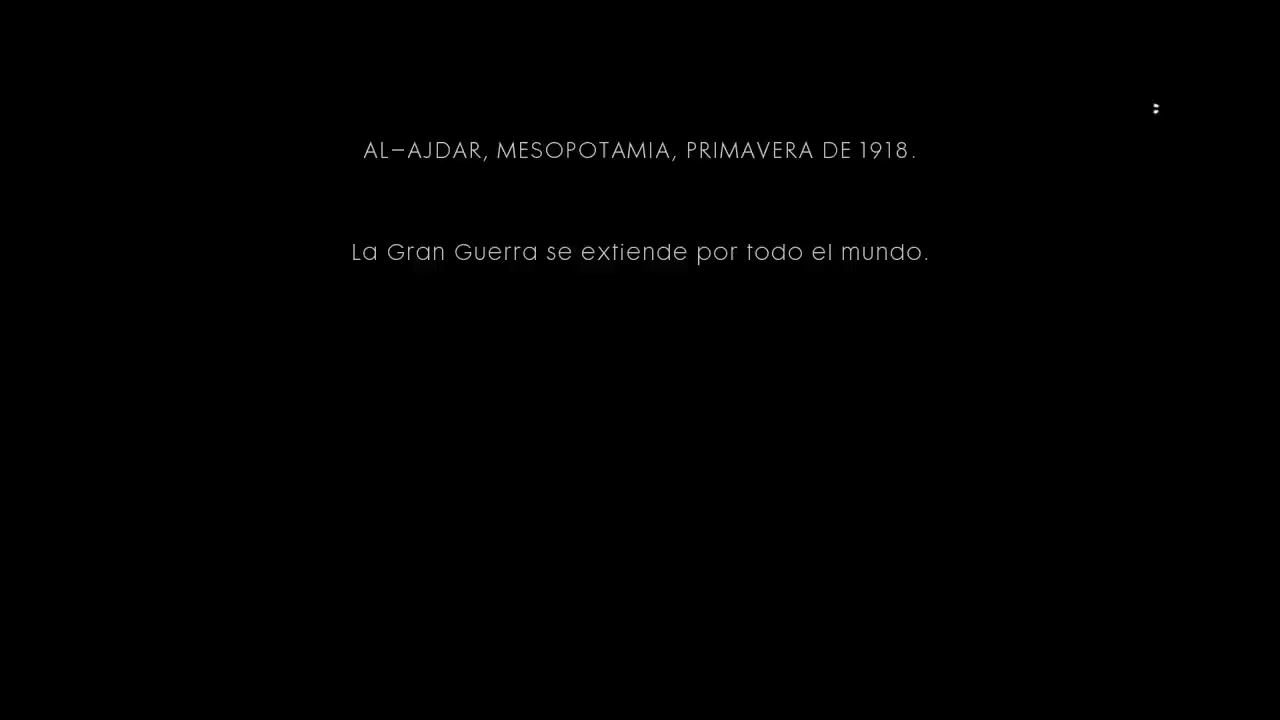 AL–AJDAR, MESOPOTAMIA, PRIMAVERA DE 1918.
La Gran Guerra se extiende por todo el mundo.